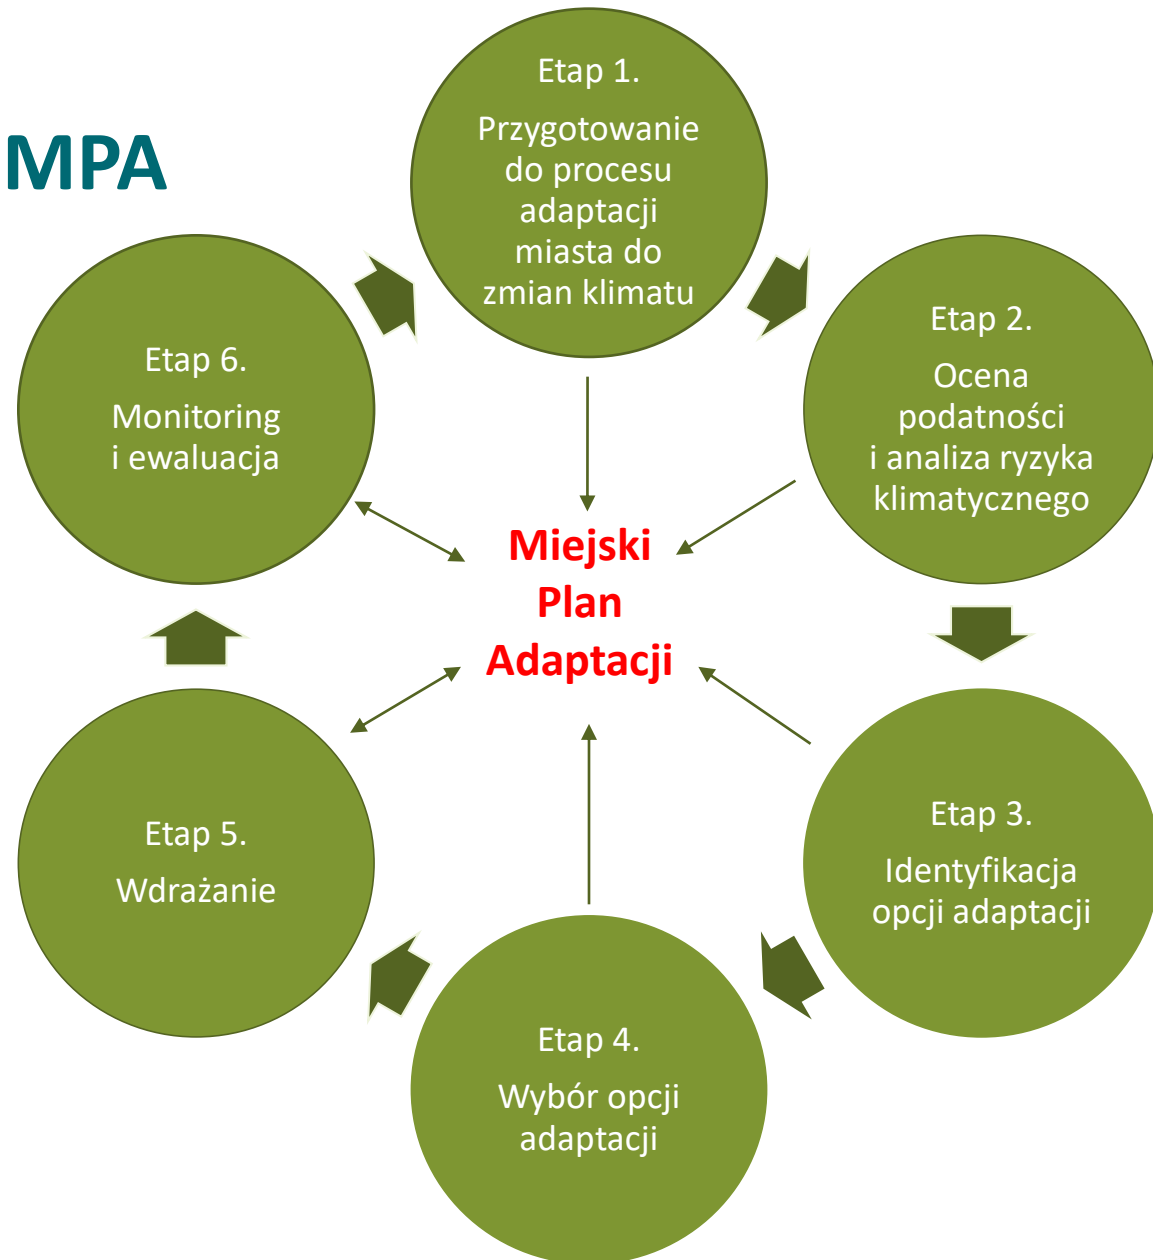 MPA
Etap 1.
Przygotowanie
do procesu
adaptacji
miasta do
zmian klimatu
Etap 2.
Ocena
podatności
i analiza ryzyka
klimatycznego
Etap 3.
Identyfikacja
opcji adaptacji
Etap 4.
Wybór opcji
adaptacji
Etap 5.
Wdrażanie
Etap 6.
Monitoring
i ewaluacja
Miejski
Plan
Adaptacji